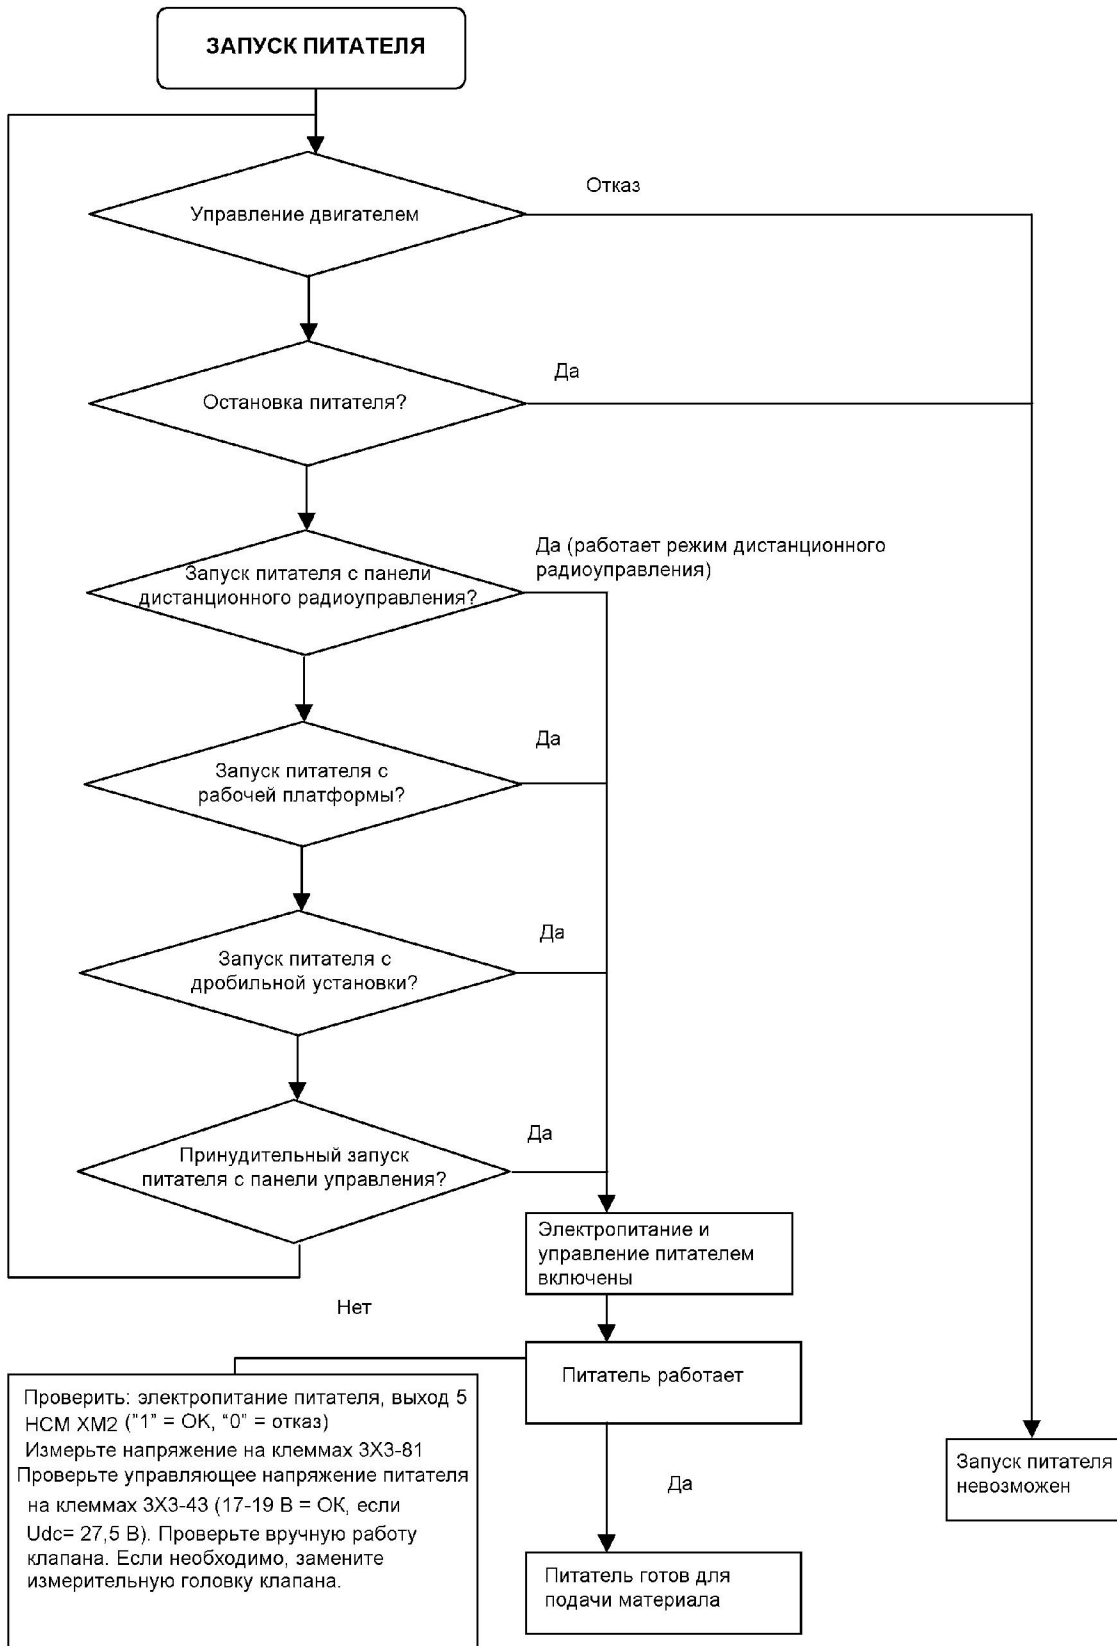 ЗАПУСК ПИТАТЕЛЯ
Отказ
Управление двигателем
Да
Остановка питателя?
Да (работает режим дистанционного
радиоуправления)
Запуск питателя с панели
дистанционного радиоуправления?
Да
Запуск питателя с
рабочей платформы?
Да
Запуск питателя с
дробильной установки?
Да
Принудительный запуск
питателя с панели управления?
Электропитание и
управление питателем
включены
Нет
Питатель работает
Проверить: электропитание питателя, выход 5
НСМ ХМ2 ("1" = OK, "0" = отказ)
Измерьте напряжение на клеммах 3Х3-81
Проверьте управляющее напряжение питателя
на клеммах 3Х3-43 (17-19 В = ОК, если
Udc= 27,5 В). Проверьте вручную работу
клапана. Если необходимо, замените
измерительную головку клапана.
Да
Запуск питателя
невозможен
Питатель готов для
подачи материала